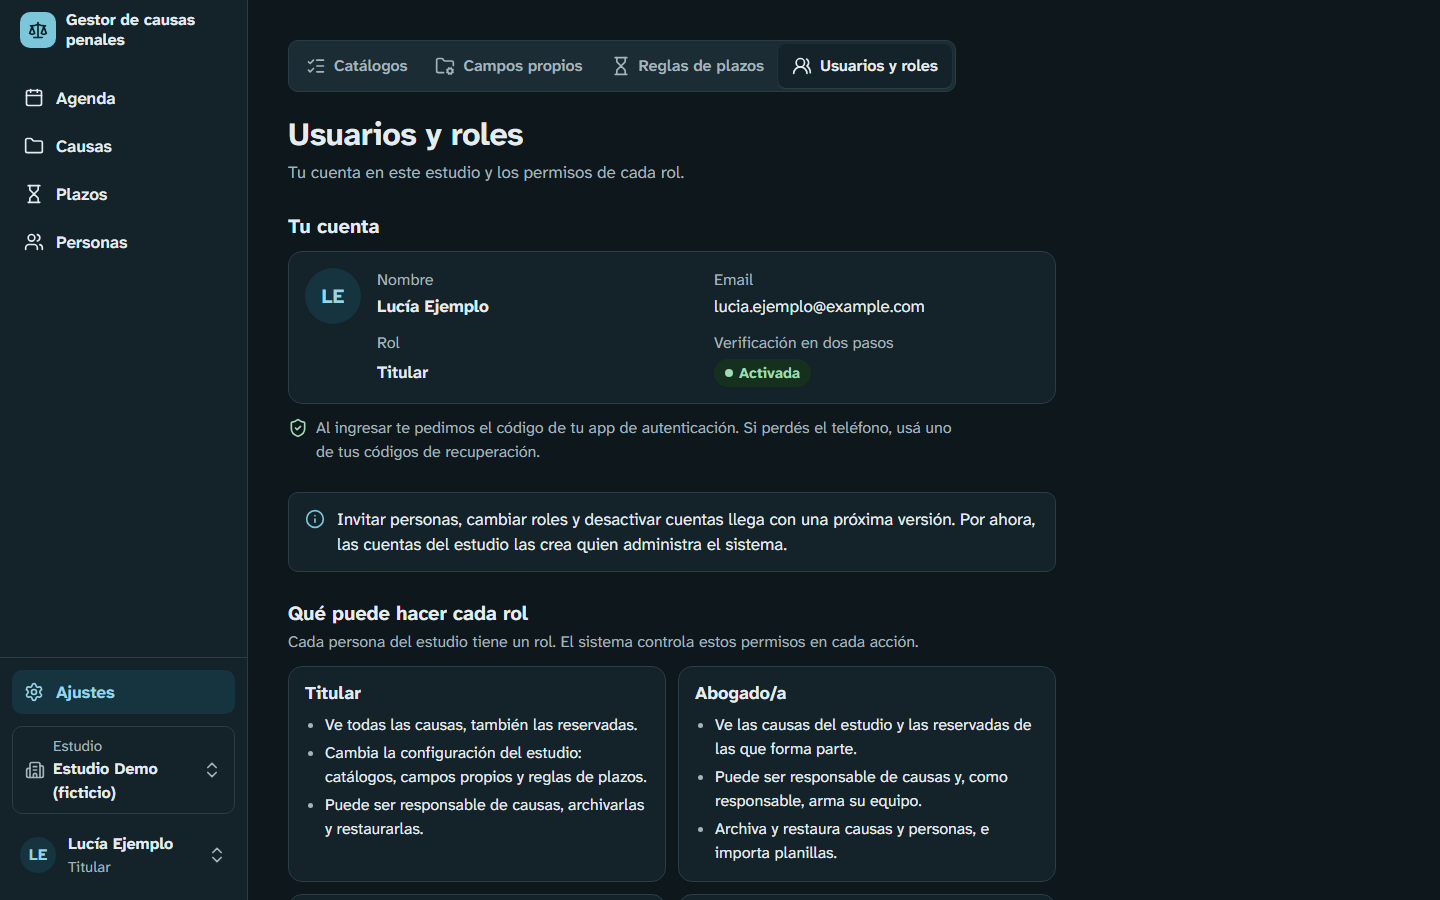 Gestor de causas
penales
Agenda
Causas
Plazos
Personas
Ajustes
Estudio
Estudio Demo
(ficticio)
LE
Lucía Ejemplo
Titular
Catálogos
Campos propios
Reglas de plazos
Usuarios y roles
Usuarios y roles
Tu cuenta en este estudio y los permisos de cada rol.
Tu cuenta
LE
Nombre
Lucía Ejemplo
Email
lucia.ejemplo@example.com
Rol
Titular
Verificación en dos pasos
Activada
Al ingresar te pedimos el código de tu app de autenticación. Si perdés el teléfono, usá uno
de tus códigos de recuperación.
Invitar personas, cambiar roles y desactivar cuentas llega con una próxima versión. Por ahora,
las cuentas del estudio las crea quien administra el sistema.
Qué puede hacer cada rol
Cada persona del estudio tiene un rol. El sistema controla estos permisos en cada acción.
Titular
Ve todas las causas, también las reservadas.
Cambia la configuración del estudio:
catálogos, campos propios y reglas de plazos.
Puede ser responsable de causas, archivarlas
y restaurarlas.
Abogado/a
Ve las causas del estudio y las reservadas de
las que forma parte.
Puede ser responsable de causas y, como
responsable, arma su equipo.
Archiva y restaura causas y personas, e
importa planillas.